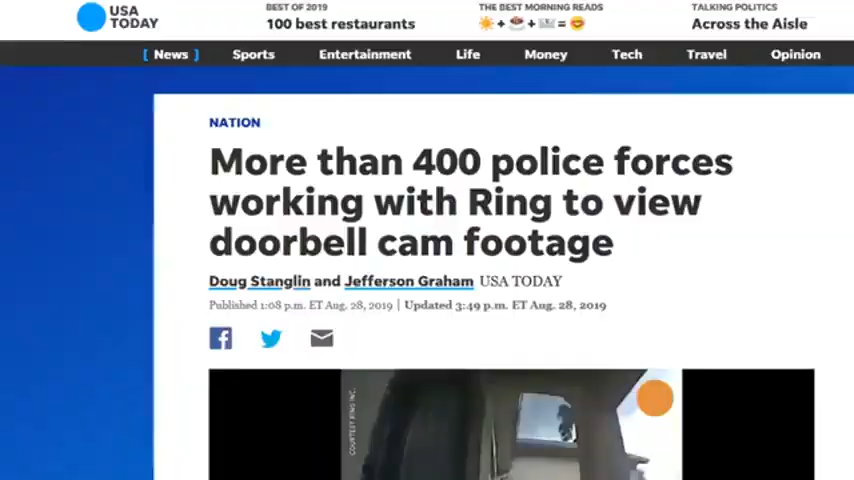 USA TODAY
BEST OF 2019
100 best restaurants
THE BEST MORNING READS
+ + =
TALKING POLITICS
Across the Aisle
[ News ] Sports Entertainment Life Money Tech Travel Opinion
NATION
More than 400 police forces
working with Ring to view
doorbell cam footage
Doug Stanglin and Jefferson Graham USA TODAY
Published 1:08 p.m. ET Aug. 28, 2019 | Updated 3:49 p.m. ET Aug. 28, 2019
COURTESY RING INC.